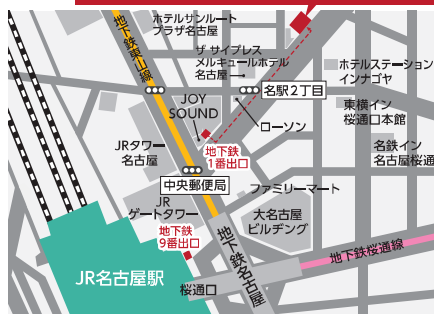 ホテルサンルート
プラザ名古屋
地下鉄東山線
ザ サイプレス
メルキュールホテル
名古屋
ホテルステーション
インナゴヤ
名駅2丁目
JOY
SOUND
ローソン
東横イン
桜通口本館
JRタワー
名古屋
地下鉄
1番出口
名鉄イン
名古屋桜通
中央郵便局
ファミリーマート
JR
ゲートタワー
大名古屋
ビルヂング
地下鉄
9番出口
地下鉄名古屋
地下鉄桜通線
JR名古屋駅
桜通口